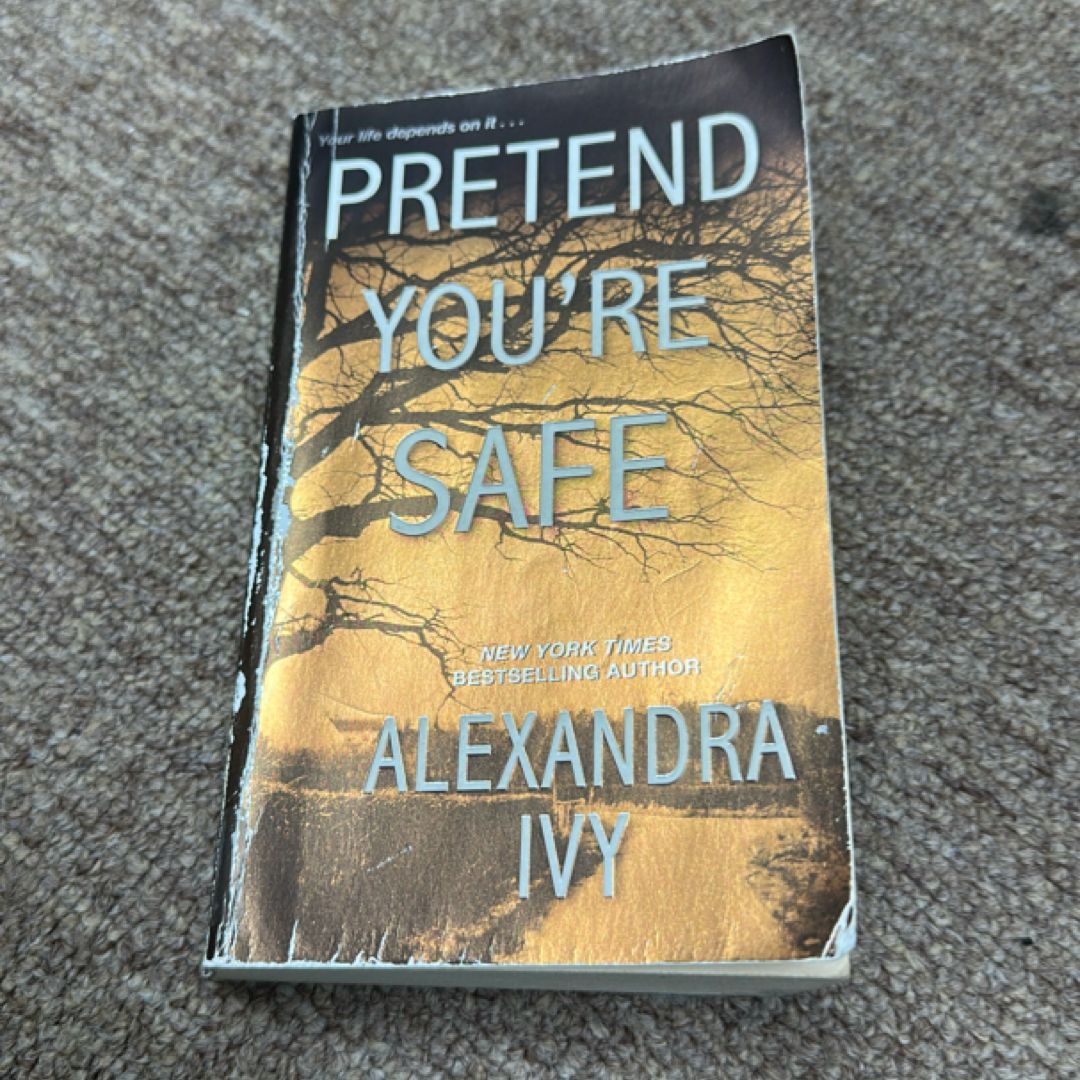 Your life depends on it...
PRETEND
YOU'RE
SAFE
NEW YORK TIMES
BESTSELLING AUTHOR
ALEXANDRA
IVY